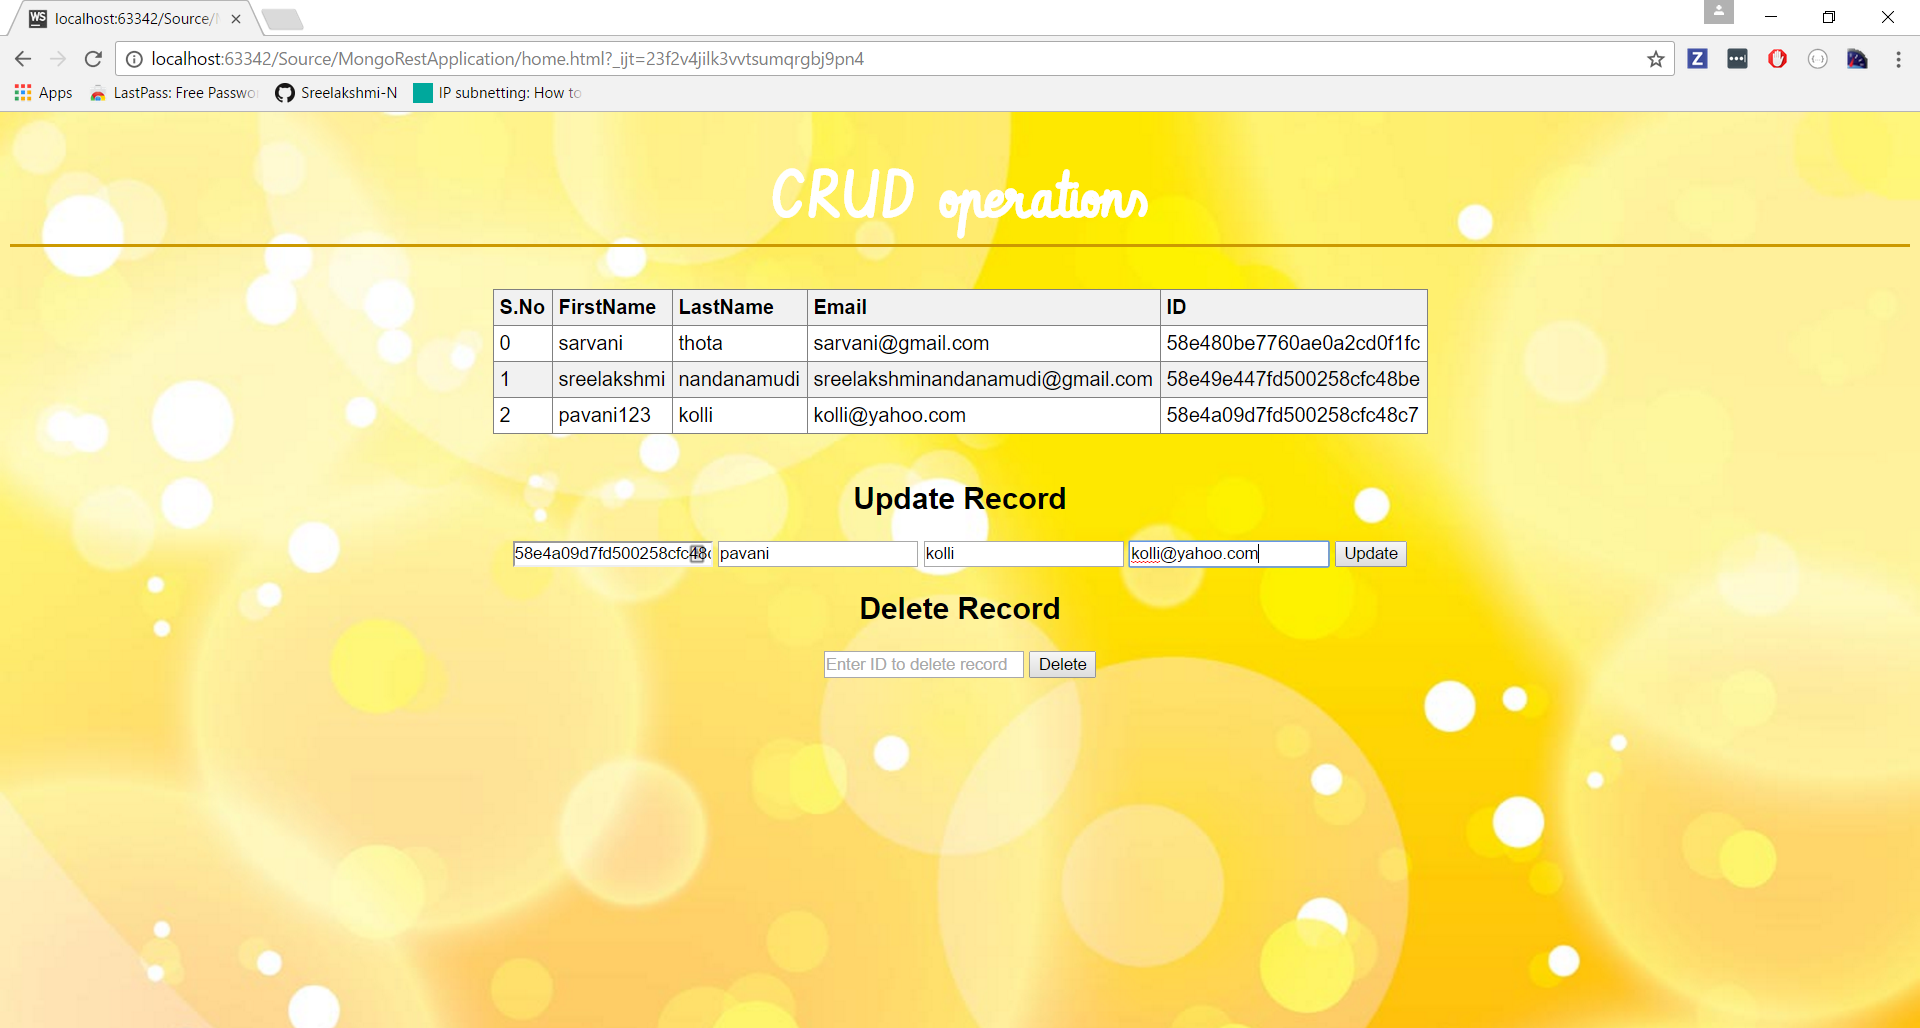 WS localhost:63342/Source/
localhost:63342/Source/MongoRestApplication/home.html?_ijt=23f2v4jilk3vvtsumqrgbj9pn4
Z
Apps LastPass: Free Passwo Sreelakshmi-N IP subnetting: How to
CRUD operations
S.No FirstName LastName Email ID
0 sarvani thota sarvani@gmail.com 58e480be7760ae0a2cd0f1fc
1 sreelakshmi nandanamudi sreelakshminandanamudi@gmail.com 58e49e447fd500258cfc48be
2 pavani123 kolli kolli@yahoo.com 58e4a09d7fd500258cfc48c7
Update Record
58e4a09d7fd500258cfc48c pavani kolli kolli@yahoo.com Update
Delete Record
Enter ID to delete record Delete